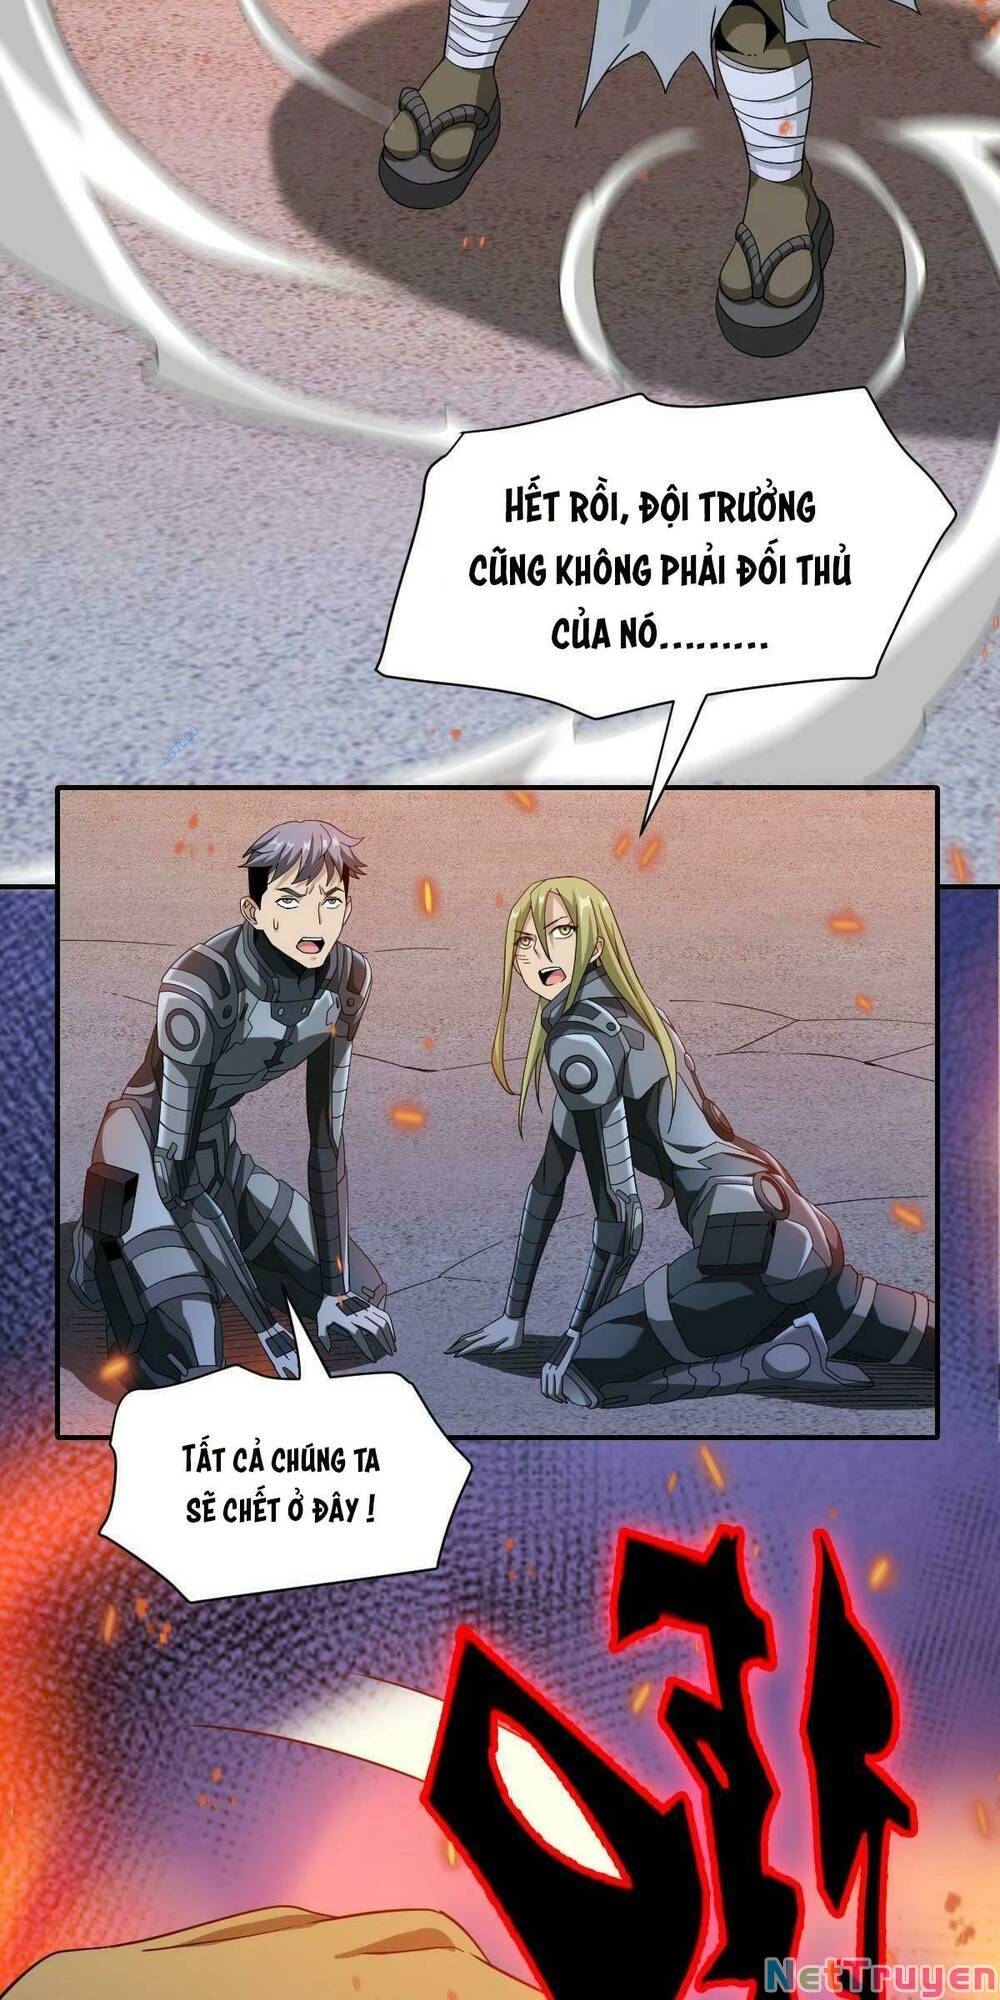 HẾT RỒI, ĐỘI TRƯỞNG
CŨNG KHÔNG PHẢI ĐỐI THỦ
CỦA NÓ.........
TẤT CẢ CHÚNG TA
SẼ CHẾT Ở ĐÂY !
NetTruyen